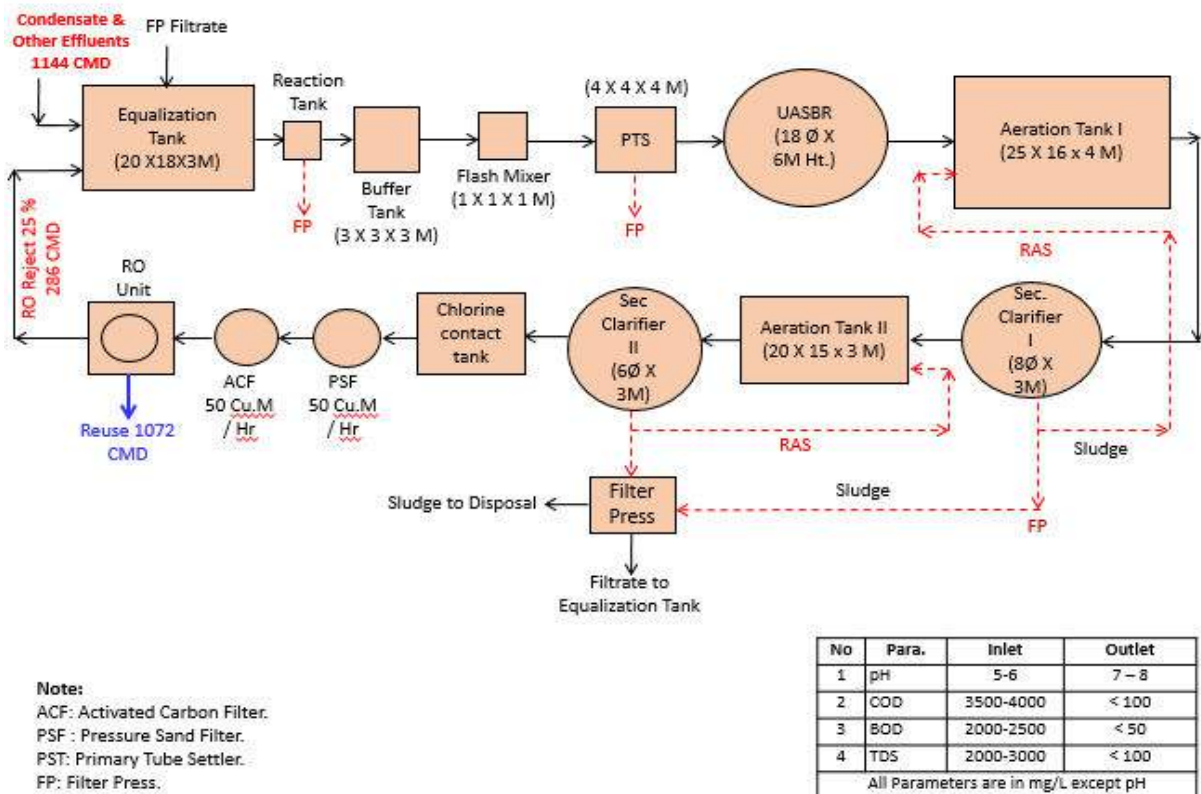 Condensate &
Other Effluents
1144 CMD
FP Filtrate
Equalization
Tank
(20 X18X3M)
Reaction
Tank
FP
Buffer
Tank
(3 X 3 X 3 M)
Flash Mixer
(1 X 1 X 1 M)
(4 X 4 X 4 M)
PTS
FP
UASBR
(18 Ø X
6M Ht.)
Aeration Tank I
(25 X 16 x 4 M)
RAS
RO Reject 25 %
286 CMD
RO
Unit
Reuse 1072
CMD
ACF
50 Cu.M
/ Hr
PSF
50 Cu.M
/ Hr
Chlorine
contact
tank
Sec
Clarifier
II
(6Ø X
3M)
Aeration Tank II
(20 X 15 x 3 M)
Sec.
Clarifier
I
(8Ø X
3M)
RAS
Sludge
Sludge to Disposal
Filter
Press
Sludge
FP
Filtrate to
Equalization Tank
Note:
ACF: Activated Carbon Filter.
PSF : Pressure Sand Filter.
PST: Primary Tube Settler.
FP: Filter Press.
No Para. Inlet Outlet
1 pH 5-6 7 – 8
2 COD 3500-4000 < 100
3 BOD 2000-2500 < 50
4 TDS 2000-3000 < 100
All Parameters are in mg/L except pH